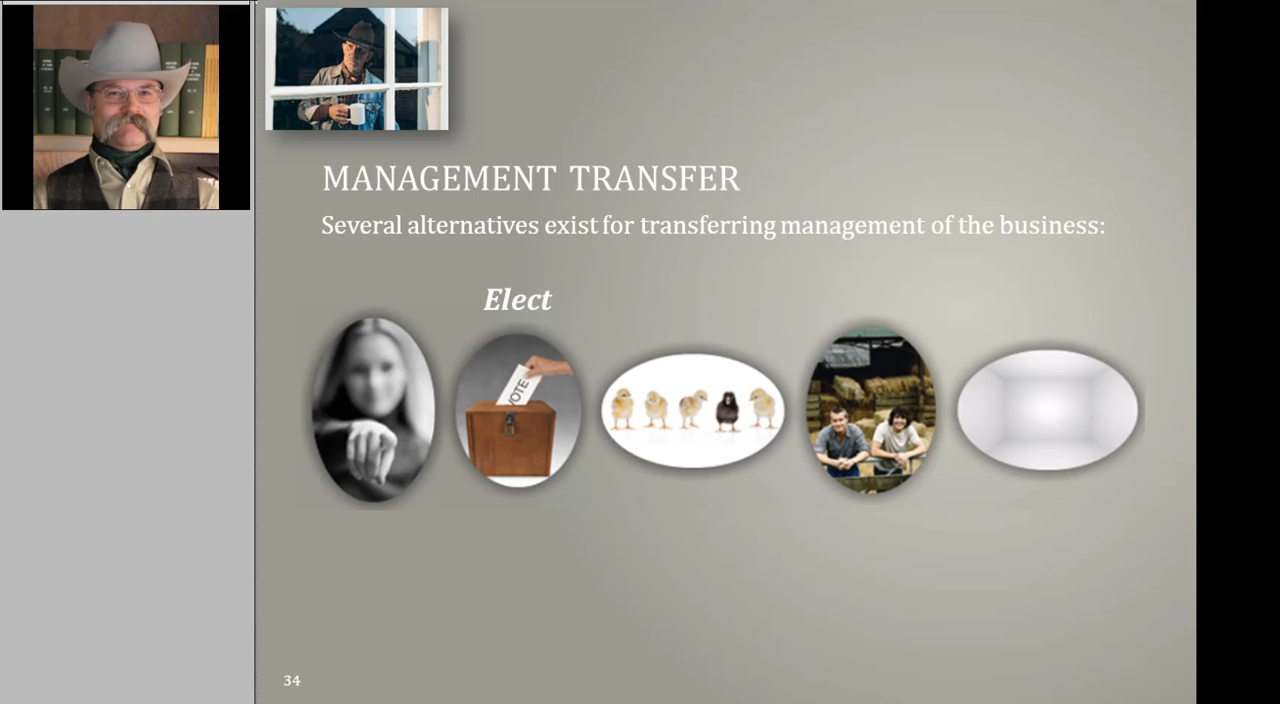 MANAGEMENT TRANSFER
Several alternatives exist for transferring management of the business:
Elect
VOTE
34